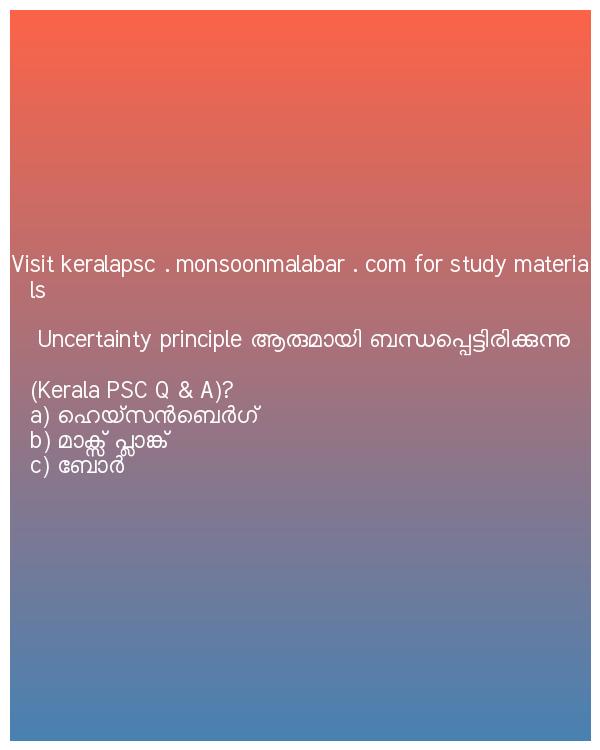 Visit keralapsc . monsoonmalabar . com for study materia
ls
Uncertainty principle ആരുമായി ബന്ധപ്പെട്ടിരിക്കുന്നു
(Kerala PSC Q & A)?
a) ഹെയ്സൻബെർഗ്
b) മാക്സ് പ്ലാങ്ക്
c) ബോർ